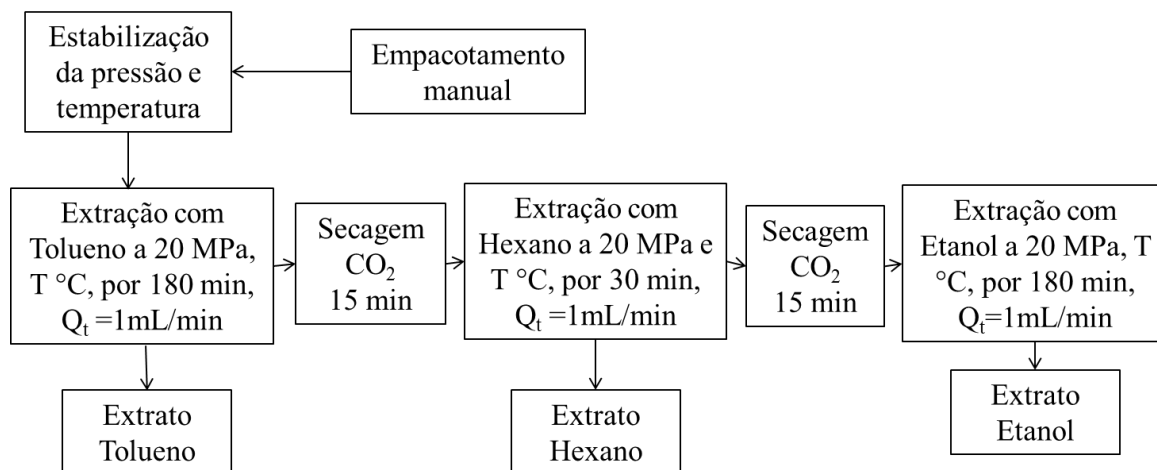 Estabilização
da pressão e
temperatura
Empacotamento
manual
Extração com
Tolueno a 20 MPa,
T °C, por 180 min,
Qt =1mL/min
Secagem
CO2
15 min
Extração com
Hexano a 20 MPa e
T °C, por 30 min,
Qt =1mL/min
Secagem
CO2
15 min
Extração com
Etanol a 20 MPa, T
°C, por 180 min,
Qt=1mL/min
Extrato
Tolueno
Extrato
Hexano
Extrato
Etanol